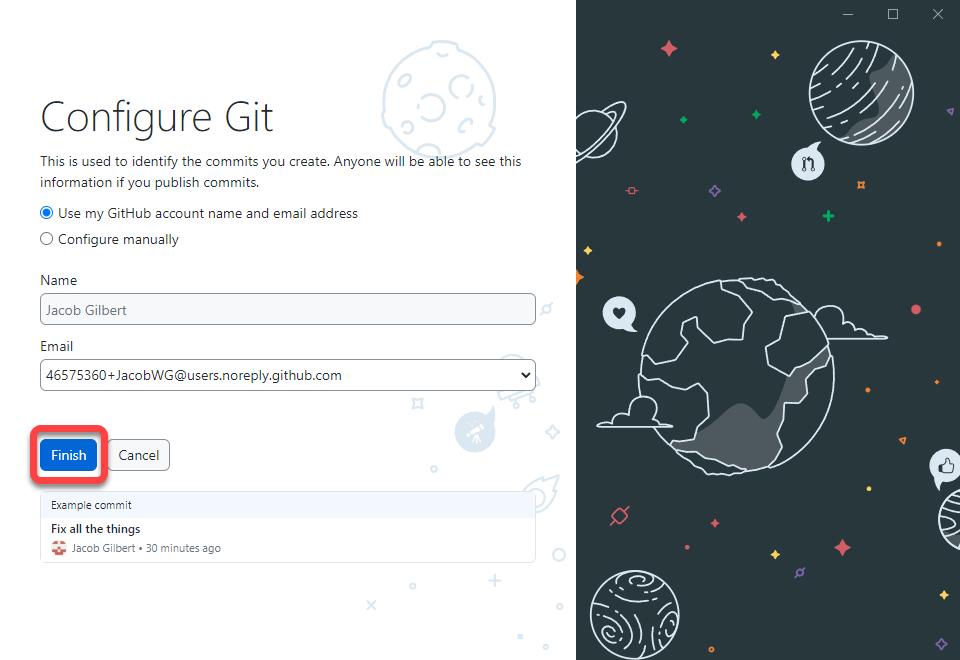 Configure Git
This is used to identify the commits you create. Anyone will be able to see this
information if you publish commits.
Use my GitHub account name and email address
Configure manually
Name
Jacob Gilbert
Email
46575360+JacobWG@users.noreply.github.com
Finish Cancel
Example commit
Fix all the things
Jacob Gilbert • 30 minutes ago